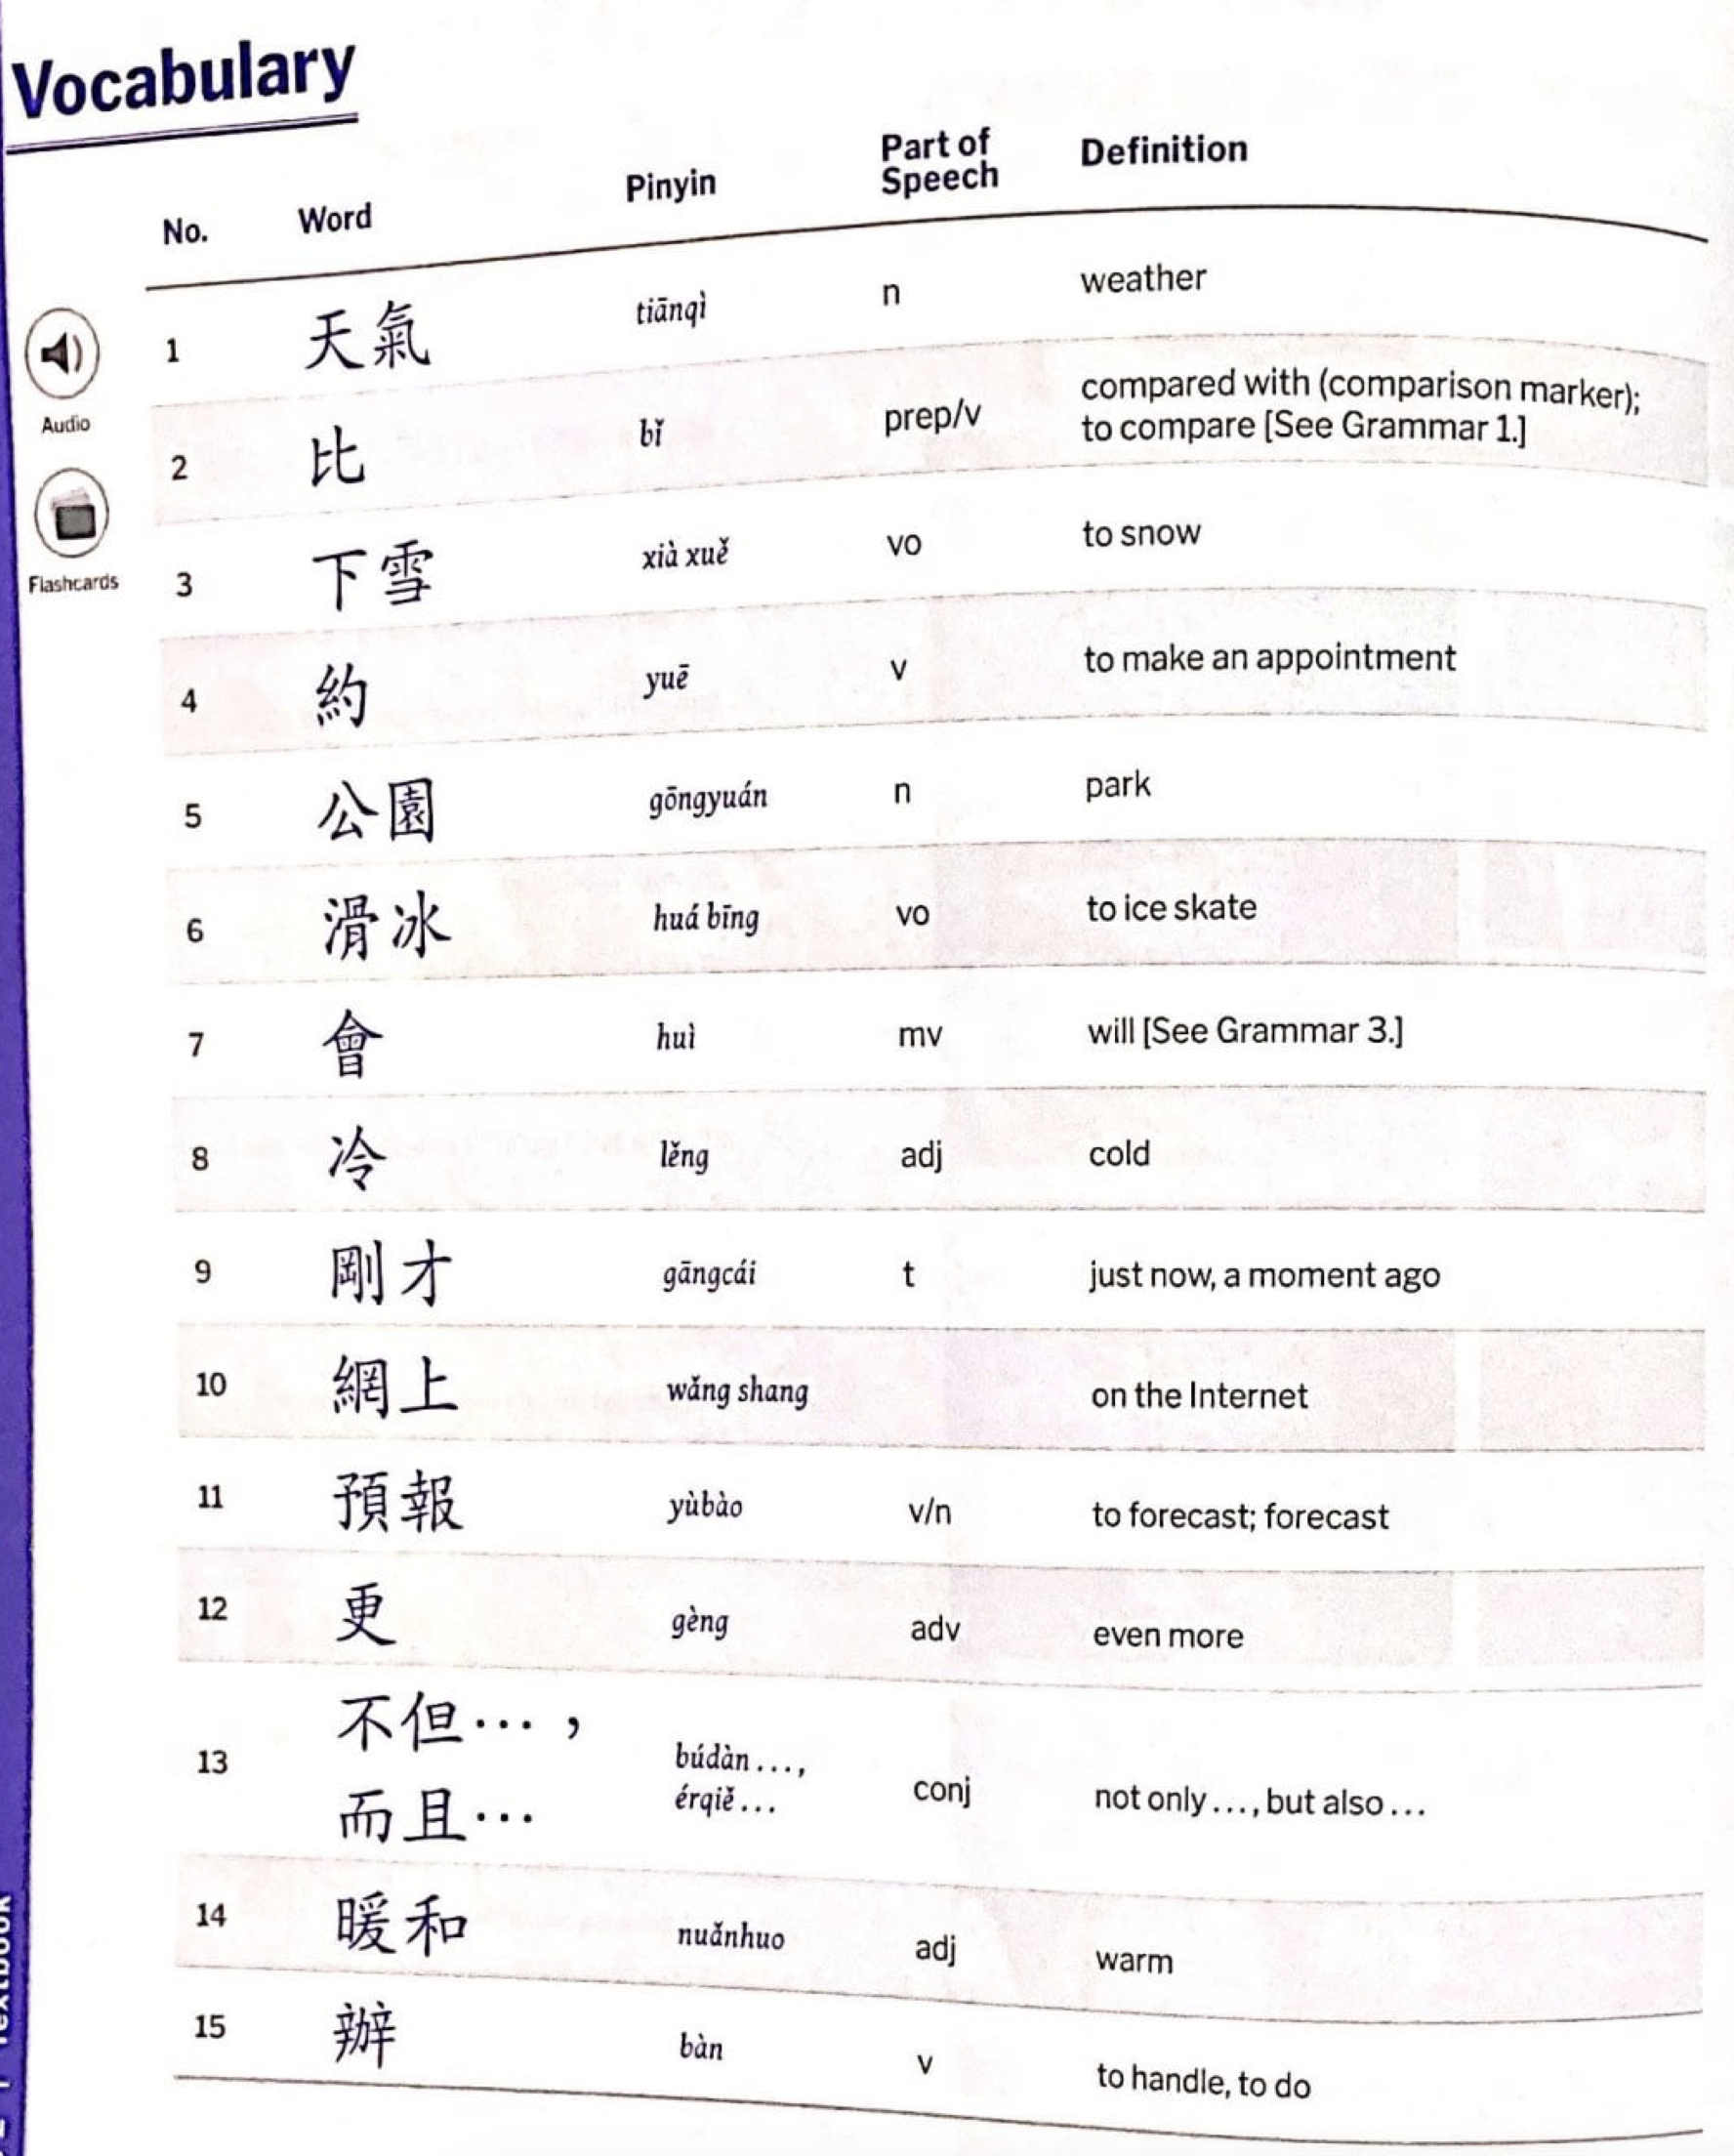 Vocabulary
No. Word Pinyin Part of Speech Definition
Audio
Flashcards
1 天氣 tiānqì n weather
2 比 bǐ prep/v compared with (comparison marker);
to compare [See Grammar 1.]
3 下雪 xià xuě vo to snow
4 約 yuē v to make an appointment
5 公園 gōngyuán n park
6 滑冰 huá bīng vo to ice skate
7 會 huì mv will [See Grammar 3.]
8 冷 lěng adj cold
9 剛才 gāngcái t just now, a moment ago
10 網上 wǎng shang on the Internet
11 預報 yùbào v/n to forecast; forecast
12 更 gèng adv even more
13 不但…, búdàn..., conj not only..., but also...
而且… érqiě...
14 暖和 nuǎnhuo adj warm
15 辦 bàn v to handle, to do
Textbook